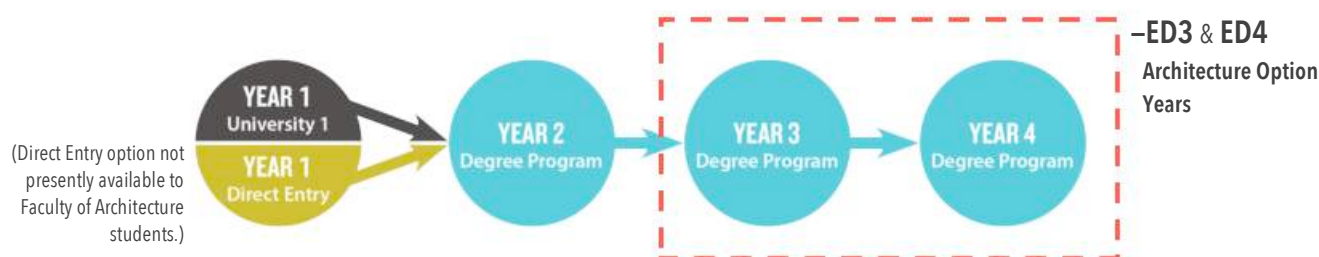 (Direct Entry option not
presently available to
Faculty of Architecture
students.)
YEAR 1
University 1
YEAR 1
Direct Entry
YEAR 2
Degree Program
YEAR 3
Degree Program
YEAR 4
Degree Program
–ED3 & ED4
Architecture Option
Years